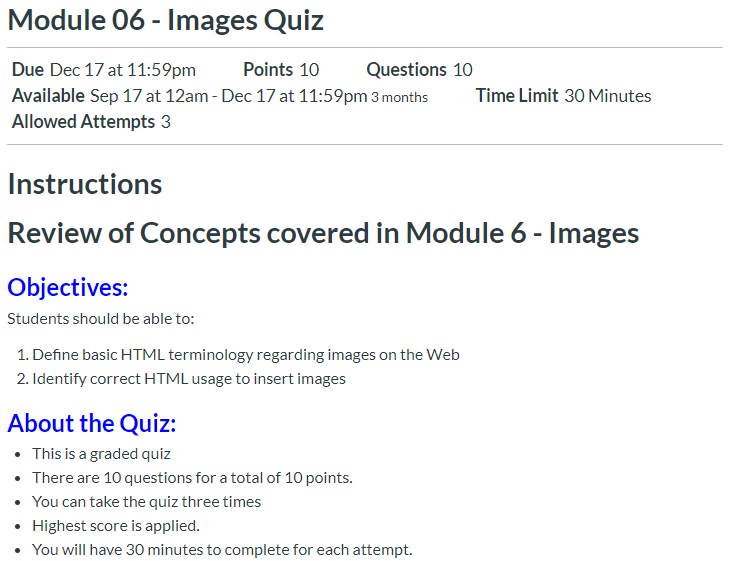 Module 06 - Images Quiz
Due Dec 17 at 11:59pm Points 10 Questions 10
Available Sep 17 at 12am - Dec 17 at 11:59pm 3 months Time Limit 30 Minutes
Allowed Attempts 3
Instructions
Review of Concepts covered in Module 6 - Images
Objectives:
Students should be able to:
1. Define basic HTML terminology regarding images on the Web
2. Identify correct HTML usage to insert images
About the Quiz:
• This is a graded quiz
• There are 10 questions for a total of 10 points.
• You can take the quiz three times
• Highest score is applied.
• You will have 30 minutes to complete for each attempt.